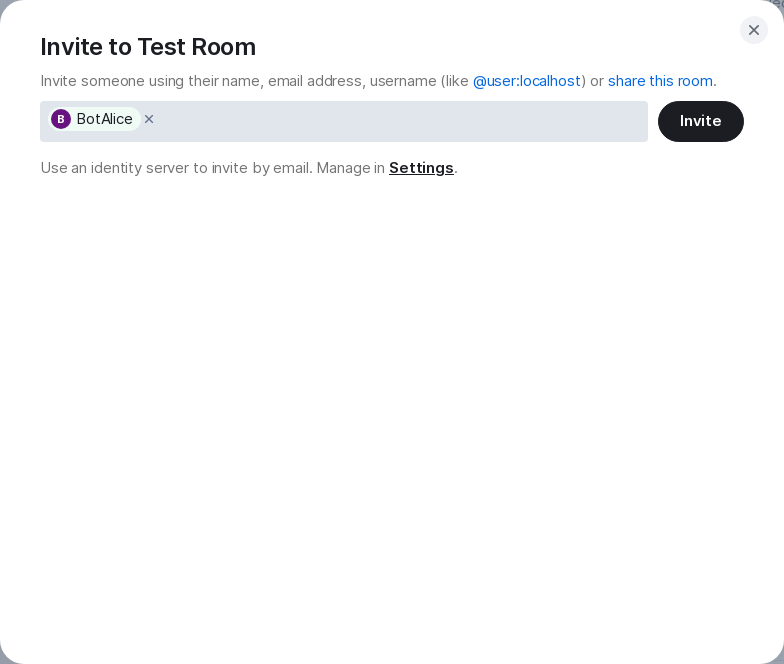 Invite to Test Room
Invite someone using their name, email address, username (like @user:localhost) or share this room.
B BotAlice
Invite
Use an identity server to invite by email. Manage in Settings.